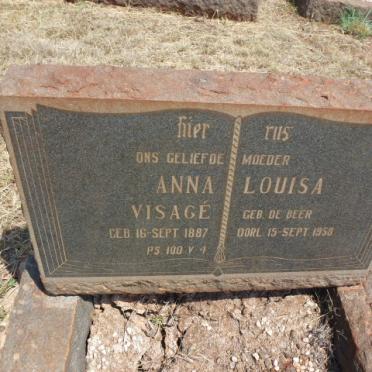 hier rus
ONS GELIEFDE MOEDER
ANNA LOUISA
VISAGÉ GEB. DE BEER
GEB. 16-SEPT 1887 OORL. 15-SEPT 1958
PS 100 V 4